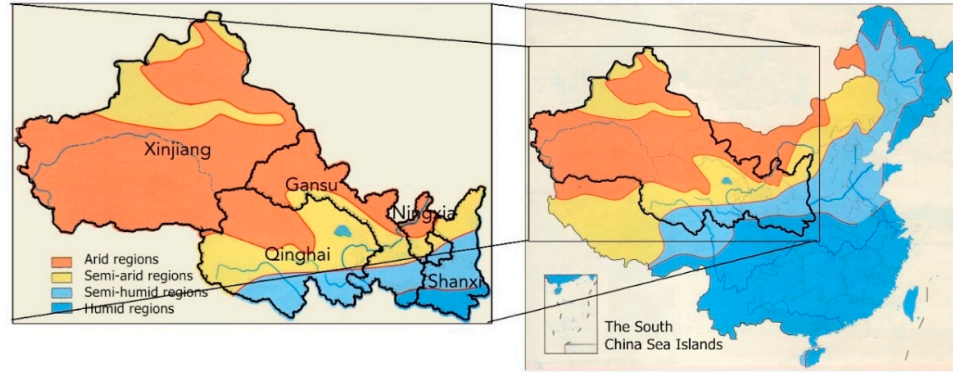 Xinjiang
Gansu
Ningxia
Qinghai
Shanxi
Arid regions
Semi-arid regions
Semi-humid regions
Humid regions
The South
China Sea Islands